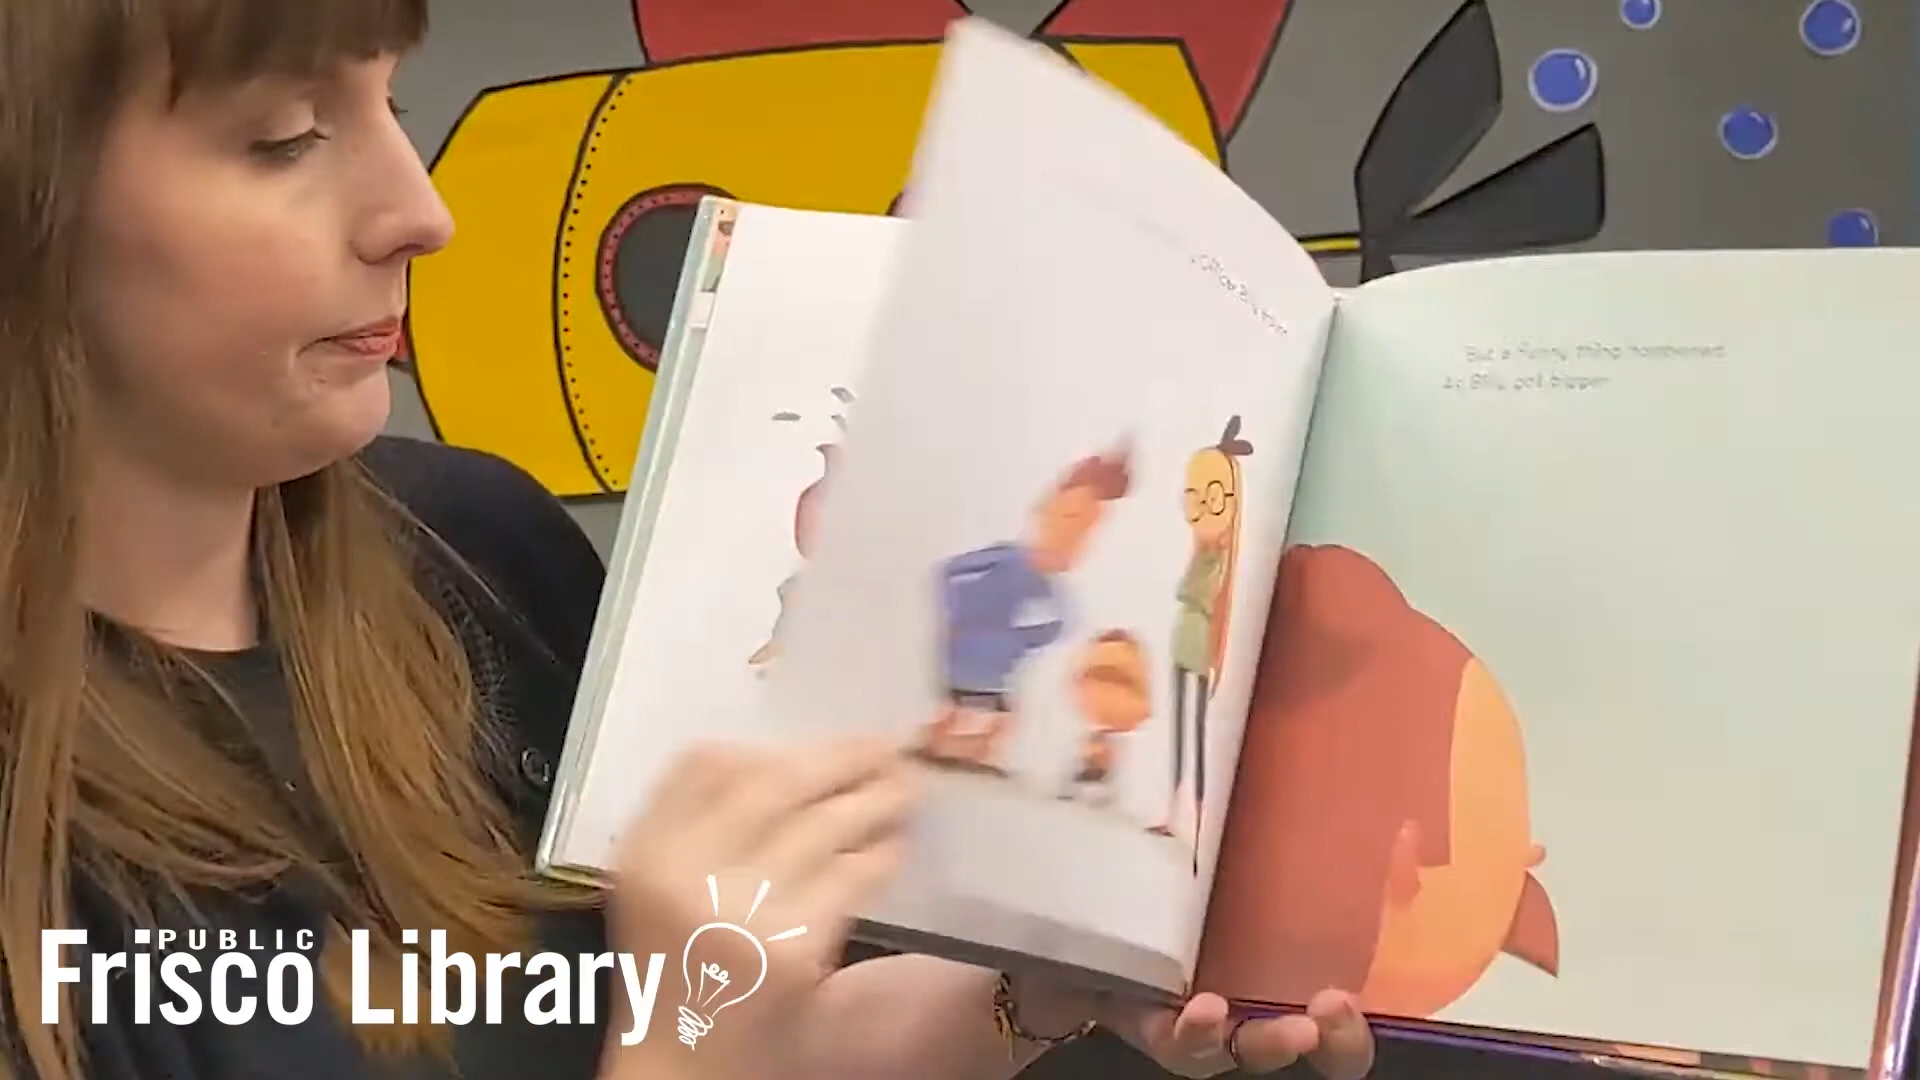 But a funny thing happened.
As Billy got bigger
PUBLIC
Frisco Library